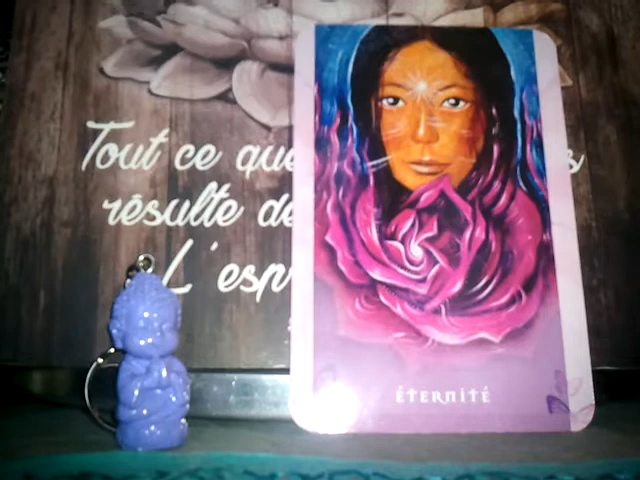 Tout ce que s
résulte de
L'esp
éternité